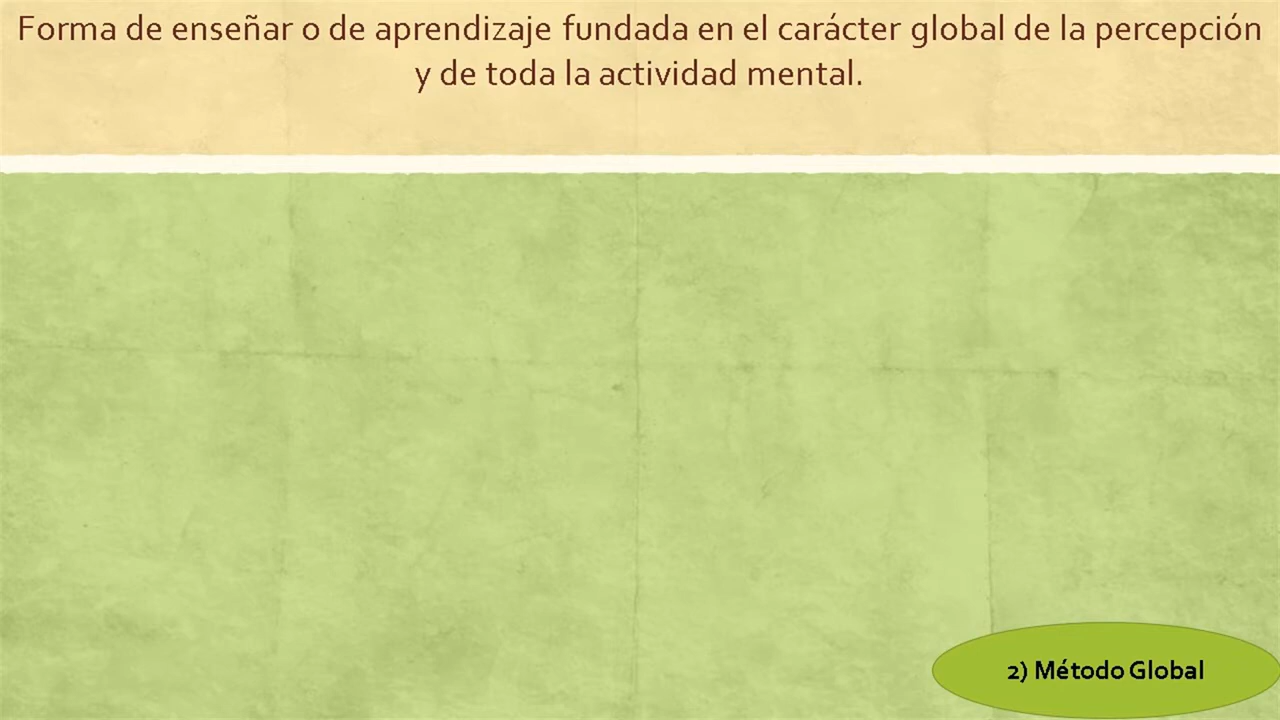 Forma de enseñar o de aprendizaje fundada en el carácter global de la percepción
y de toda la actividad mental.
2) Método Global